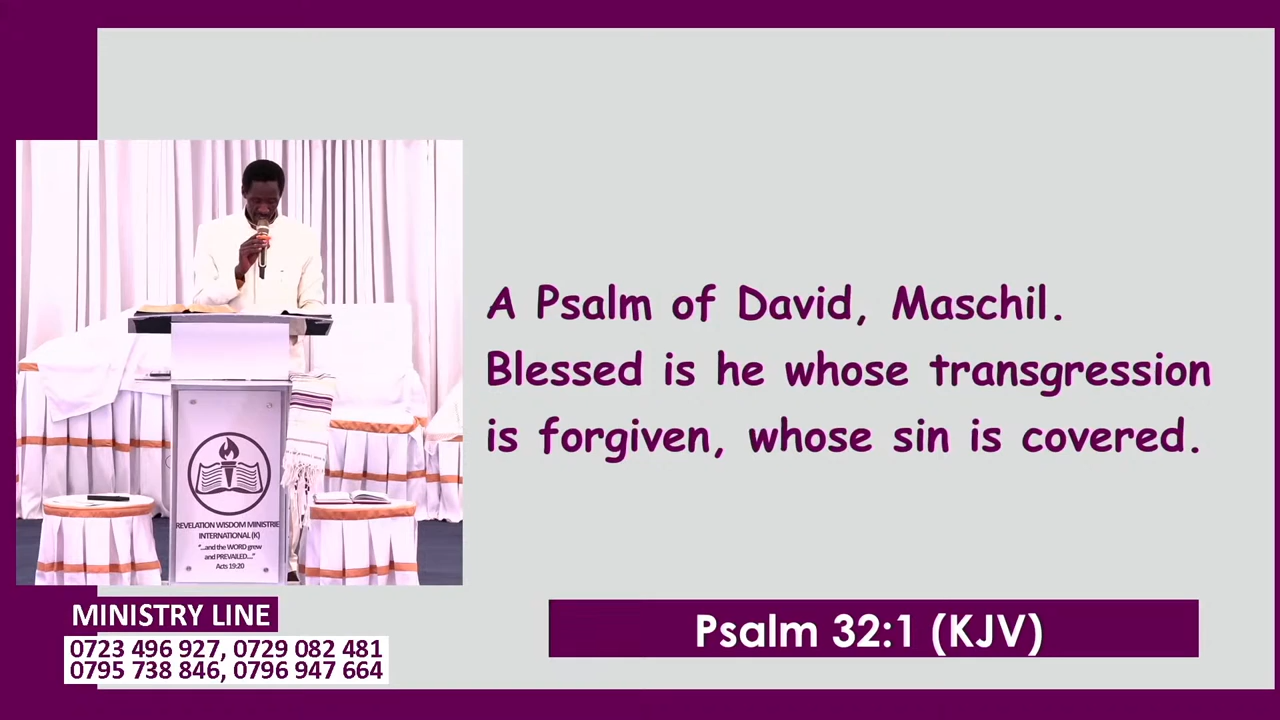 A Psalm of David, Maschil.
Blessed is he whose transgression
is forgiven, whose sin is covered.
Psalm 32:1 (KJV)
REVELATION WISDOM MINISTRIE
INTERNATIONAL (K)
"...and the WORD grew
and PREVAILED...."
Acts 19:20
MINISTRY LINE
0723 496 927, 0729 082 481
0795 738 846, 0796 947 664